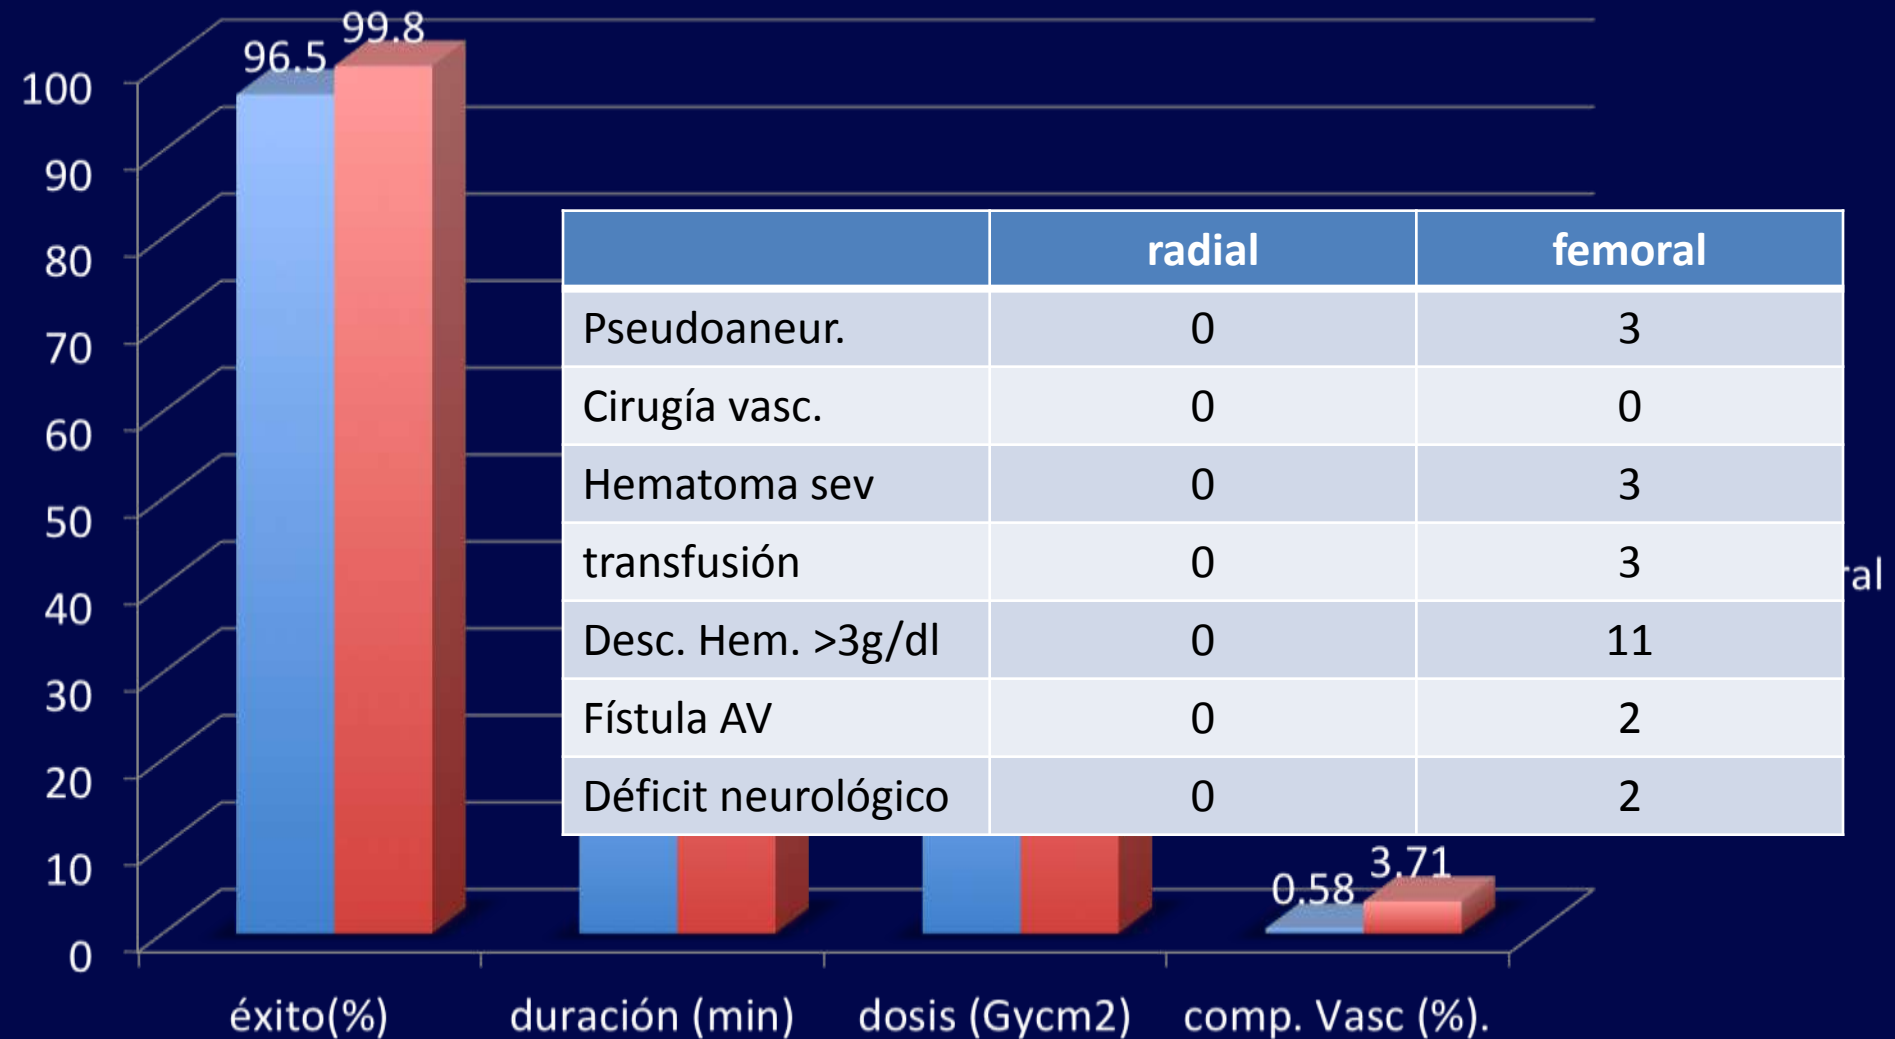 99.8
96.5
100
90
80
70
60
50
40
30
20
10
0
radial femoral
Pseudoaneur. 0 3
Cirugía vasc. 0 0
Hematoma sev 0 3
transfusión 0 3
Desc. Hem. >3g/dl 0 11
Fístula AV 0 2
Déficit neurológico 0 2
ral
0.58 3.71
éxito(%) duración (min) dosis (Gycm2) comp. Vasc (%).